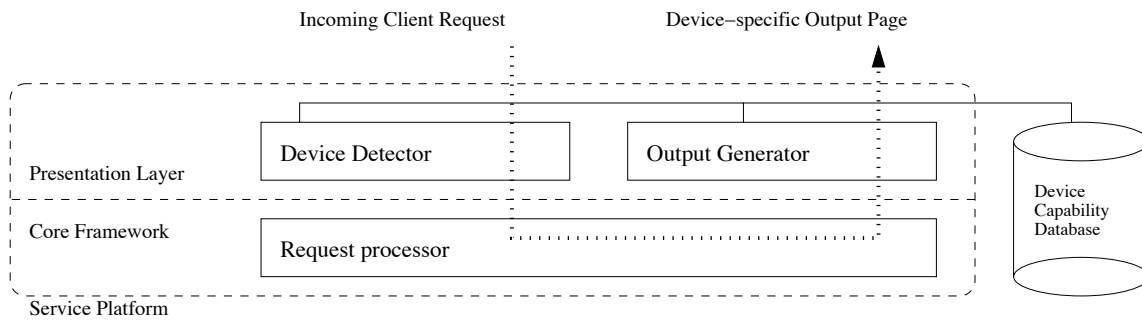 Incoming Client Request
Device−specific Output Page
Device Detector
Output Generator
Presentation Layer
Device
Capability
Database
Core Framework
Request processor
Service Platform